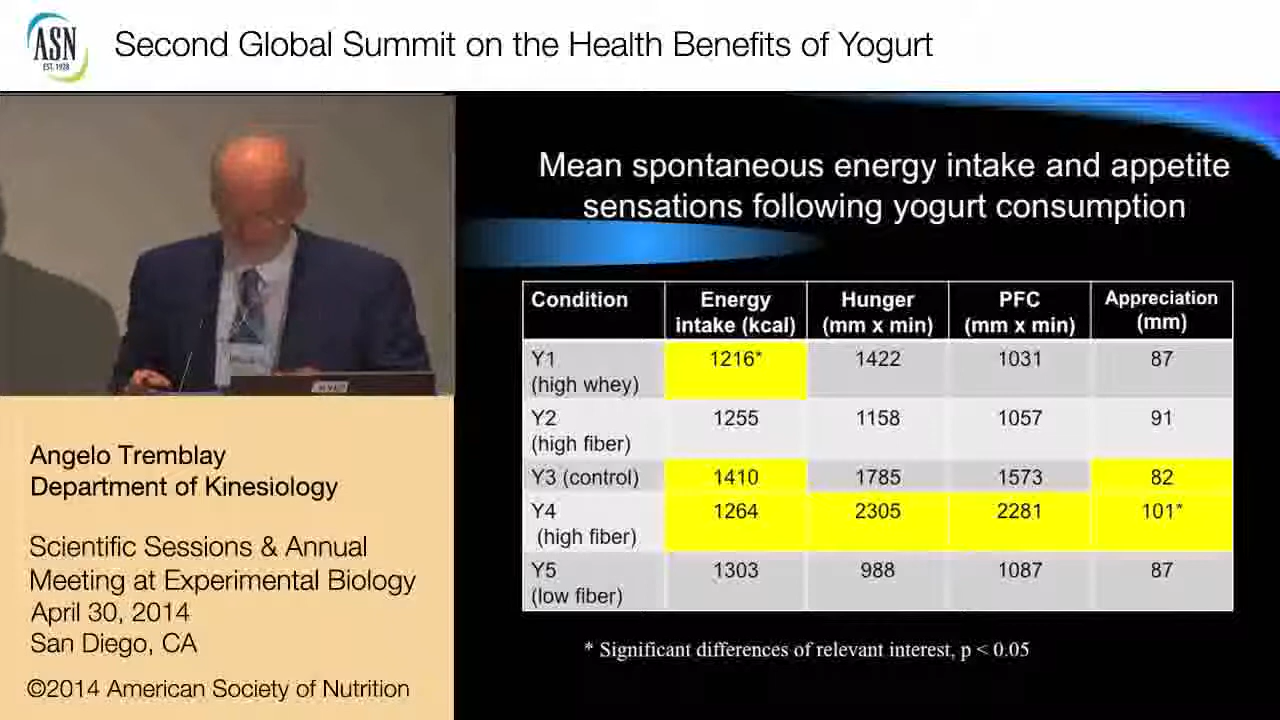 ASN
EST. 1928
Second Global Summit on the Health Benefits of Yogurt
Mean spontaneous energy intake and appetite
sensations following yogurt consumption
Condition Energy intake (kcal) Hunger (mm x min) PFC (mm x min) Appreciation (mm)
Y1 (high whey) 1216* 1422 1031 87
Y2 (high fiber) 1255 1158 1057 91
Y3 (control) 1410 1785 1573 82
Y4 (high fiber) 1264 2305 2281 101*
Y5 (low fiber) 1303 988 1087 87
* Significant differences of relevant interest, p < 0.05
Angelo Tremblay
Department of Kinesiology
Scientific Sessions & Annual
Meeting at Experimental Biology
April 30, 2014
San Diego, CA
©2014 American Society of Nutrition